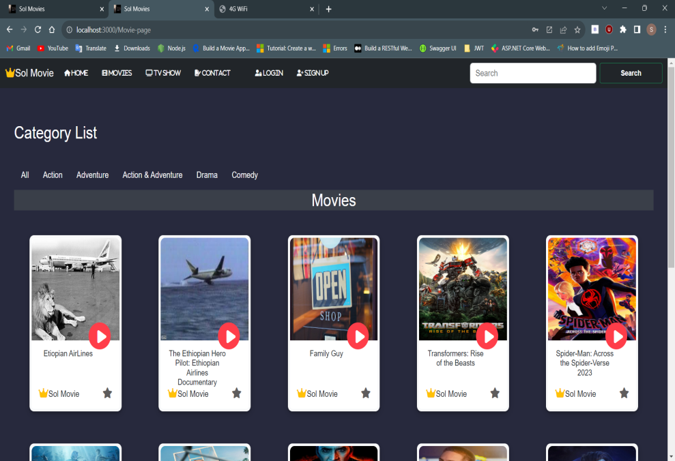 Sol Movies
Sol Movies
4G WiFi
localhost:3000/Movie-page
Gmail
YouTube
Translate
Downloads
Node.js
Build a Movie App...
Tutorial: Create a w...
Errors
Build a RESTful We...
Swagger UI
JWT
ASP.NET Core Web...
How to add Emoji P...
Sol Movie
HOME
MOVIES
TV SHOW
CONTACT
LOGIN
SIGN UP
Search
Search
Category List
All
Action
Adventure
Action & Adventure
Drama
Comedy
Movies
OPEN
SHOP
TRANSFORMERS
RISE OF THE BEASTS
SPIDER-MAN
Etiopian AirLines
The Ethiopian Hero
Pilot: Ethiopian
Airlines
Documentary
Family Guy
Transformers: Rise
of the Beasts
Spider-Man: Across
the Spider-Verse
2023
Sol Movie
Sol Movie
Sol Movie
Sol Movie
Sol Movie